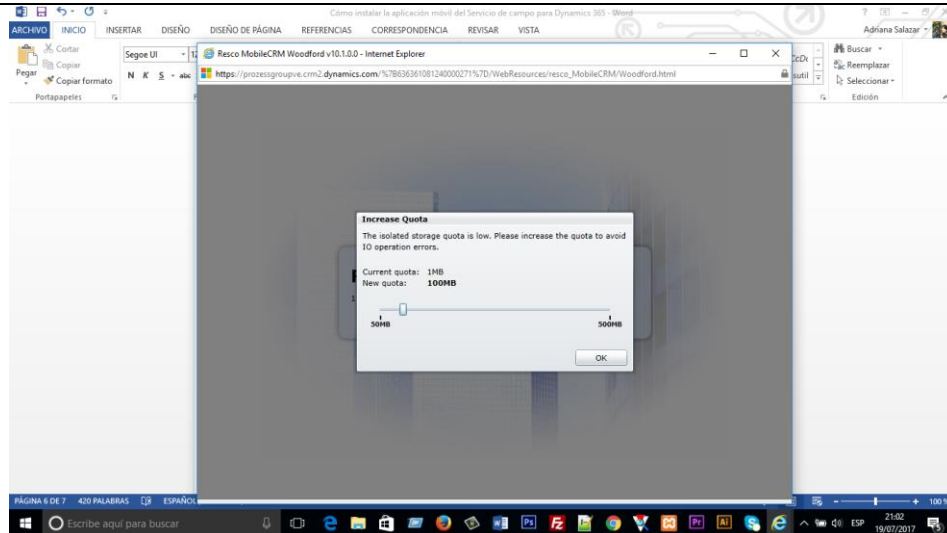 Cómo instalar la aplicación móvil del Servicio de campo para Dynamics 365 - Word
ARCHIVO INICIO INSERTAR DISEÑO DISEÑO DE PÁGINA REFERENCIAS CORRESPONDENCIA REVISAR VISTA Adriana Salazar
Pegar
Cortar
Copiar
Copiar formato
Portapapeles
Segoe UI
N K S abc
Buscar
Reemplazar
Seleccionar
Edición
Resco MobileCRM Woodford v10.1.0.0 - Internet Explorer
https://prozessgroupve.crm2.dynamics.com/%7B636361081240000271%7D/WebResources/resco_MobileCRM/Woodford.html
Increase Quota
The isolated storage quota is low. Please increase the quota to avoid
IO operation errors.
Current quota: 1MB
New quota: 100MB
50MB 500MB
OK
PÁGINA 6 DE 7 420 PALABRAS ESPAÑOL
Escribe aquí para buscar
ESP
21:02
19/07/2017